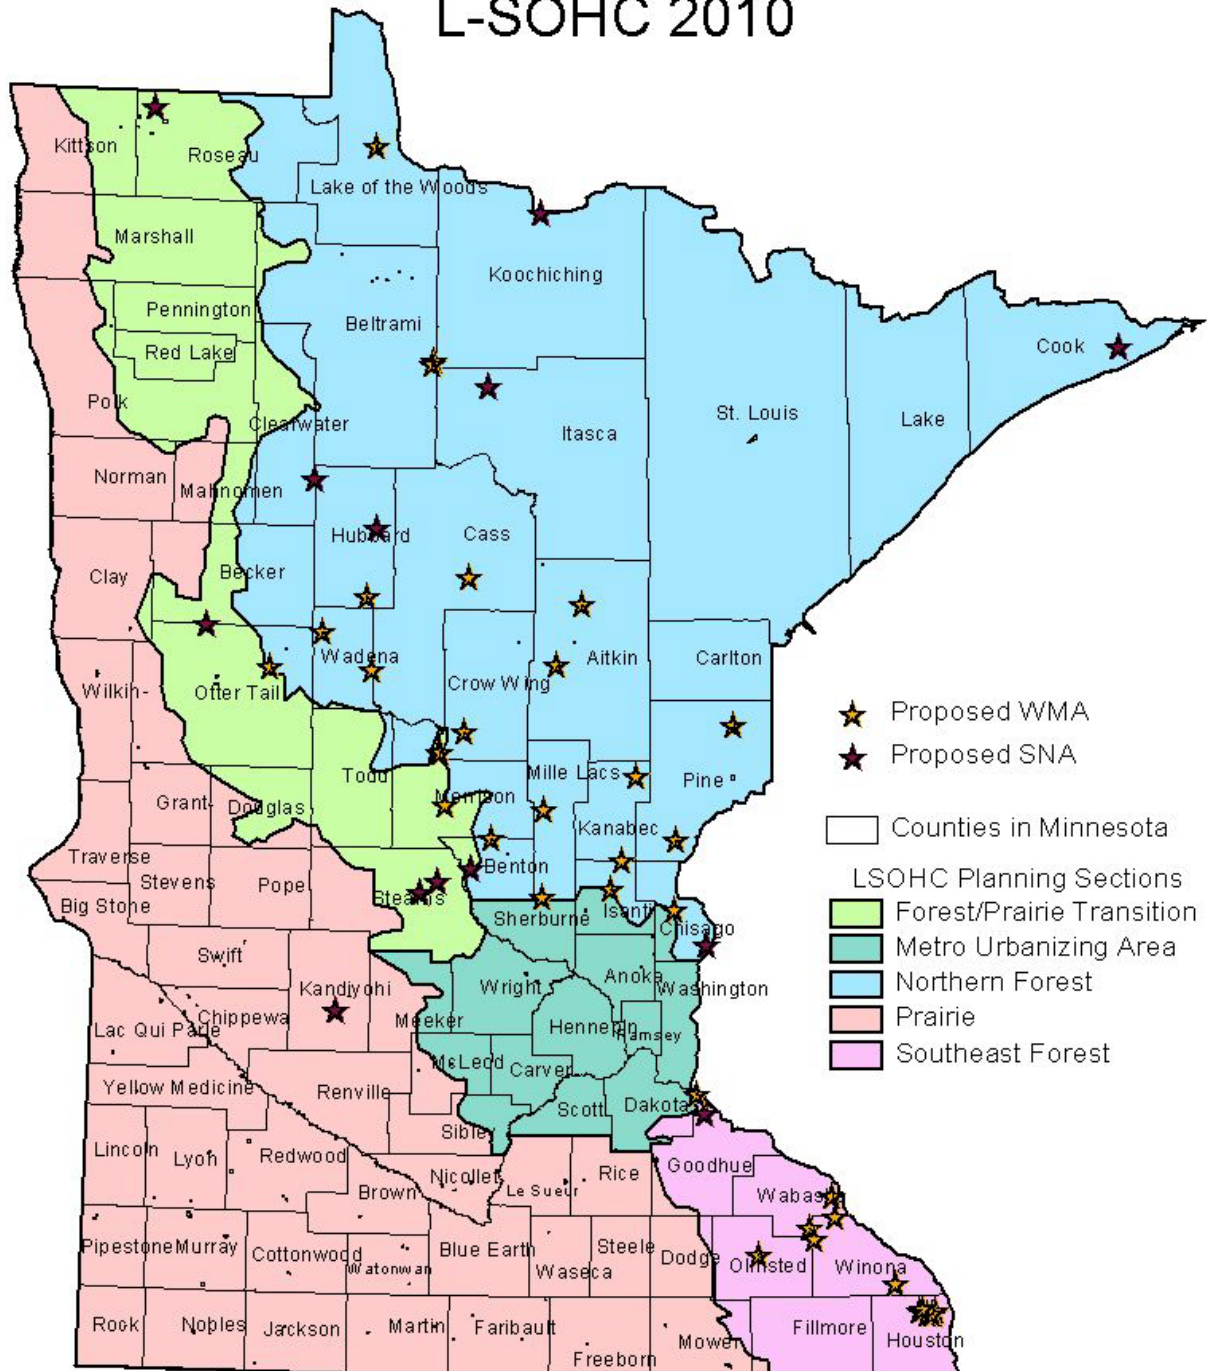 L-SOHC 2010
Kittson
Roseau
Lake of the Woods
Marshall
Koochiching
Pennington
Beltrami
Red Lake
Cook
Polk
Clearwater
St. Louis
Lake
Itasca
Norman
Mahnomen
Hubbard
Cass
Clay
Becker
Wadena
Aitkin
Carlton
Wilkin-
Otter Tail
Crow Wing
Proposed WMA
Proposed SNA
Todd
Mille Lacs
Pine
Grant
Douglas
Morrison
Kanabec
Counties in Minnesota
Traverse
Stevens
Pope
Benton
LSOHC Planning Sections
Big Stone
Stearns
Sherburne
Isanti
Chisago
Forest/Prairie Transition
Metro Urbanizing Area
Swift
Kandiyohi
Wright
Anoka
Washington
Northern Forest
Lac Qui Parle
Chippewa
Meeker
Hennepin
Ramsey
Prairie
McLeod
Carver
Southeast Forest
Yellow Medicine
Renville
Scott
Dakota
Sibley
Lincoln
Lyon
Redwood
Nicollet
Le Sueur
Rice
Goodhue
Brown
Wabasha
Pipestone
Murray
Cottonwood
Watonwan
Blue Earth
Waseca
Steele
Dodge
Olmsted
Winona
Rock
Nobles
Jackson
Martin
Faribault
Freeborn
Mower
Fillmore
Houston